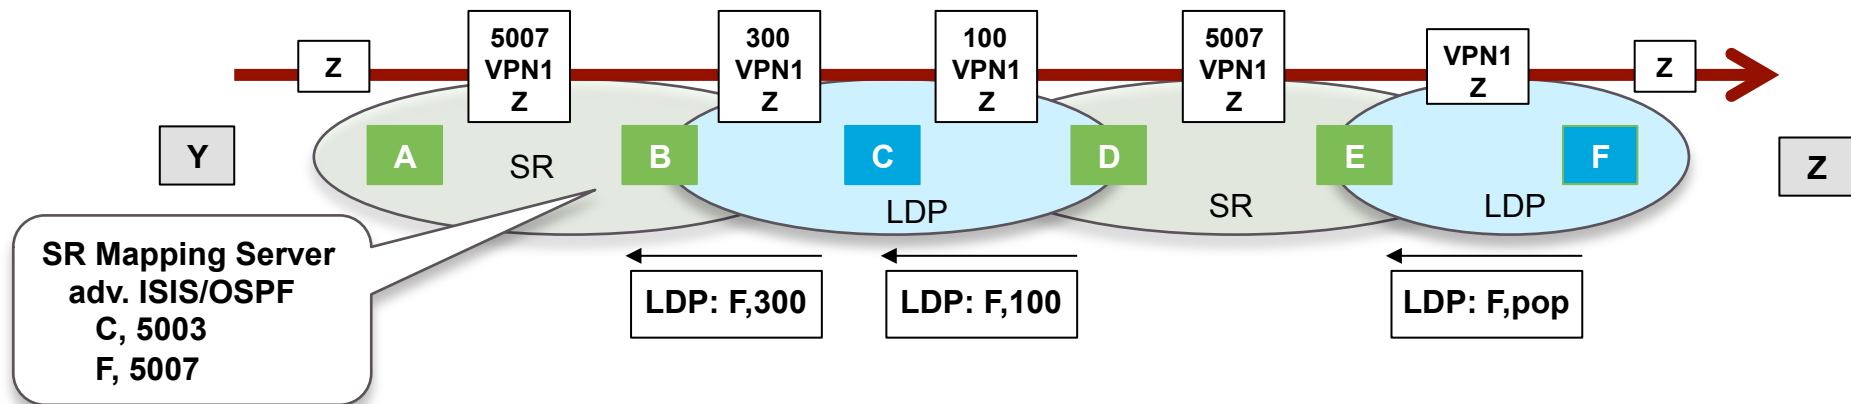 Z
5007
VPN1
Z
300
VPN1
Z
100
VPN1
Z
5007
VPN1
Z
VPN1
Z
Z
Y
A
SR
B
C
LDP
D
SR
E
F
LDP
Z
SR Mapping Server
adv. ISIS/OSPF
C, 5003
F, 5007
LDP: F,300
LDP: F,100
LDP: F,pop